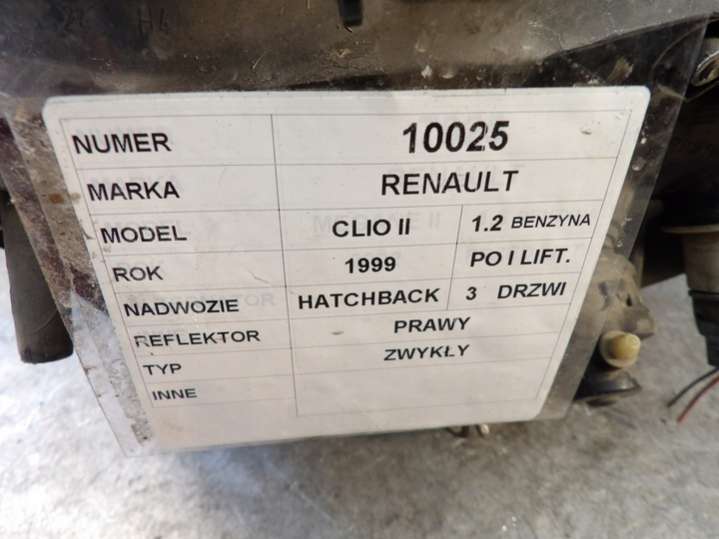 NUMER 10025
MARKA RENAULT
MODEL CLIO II 1.2 BENZYNA
ROK 1999 PO I LIFT.
NADWOZIE HATCHBACK 3 DRZWI
REFLEKTOR PRAWY
TYP ZWYKŁY
INNE